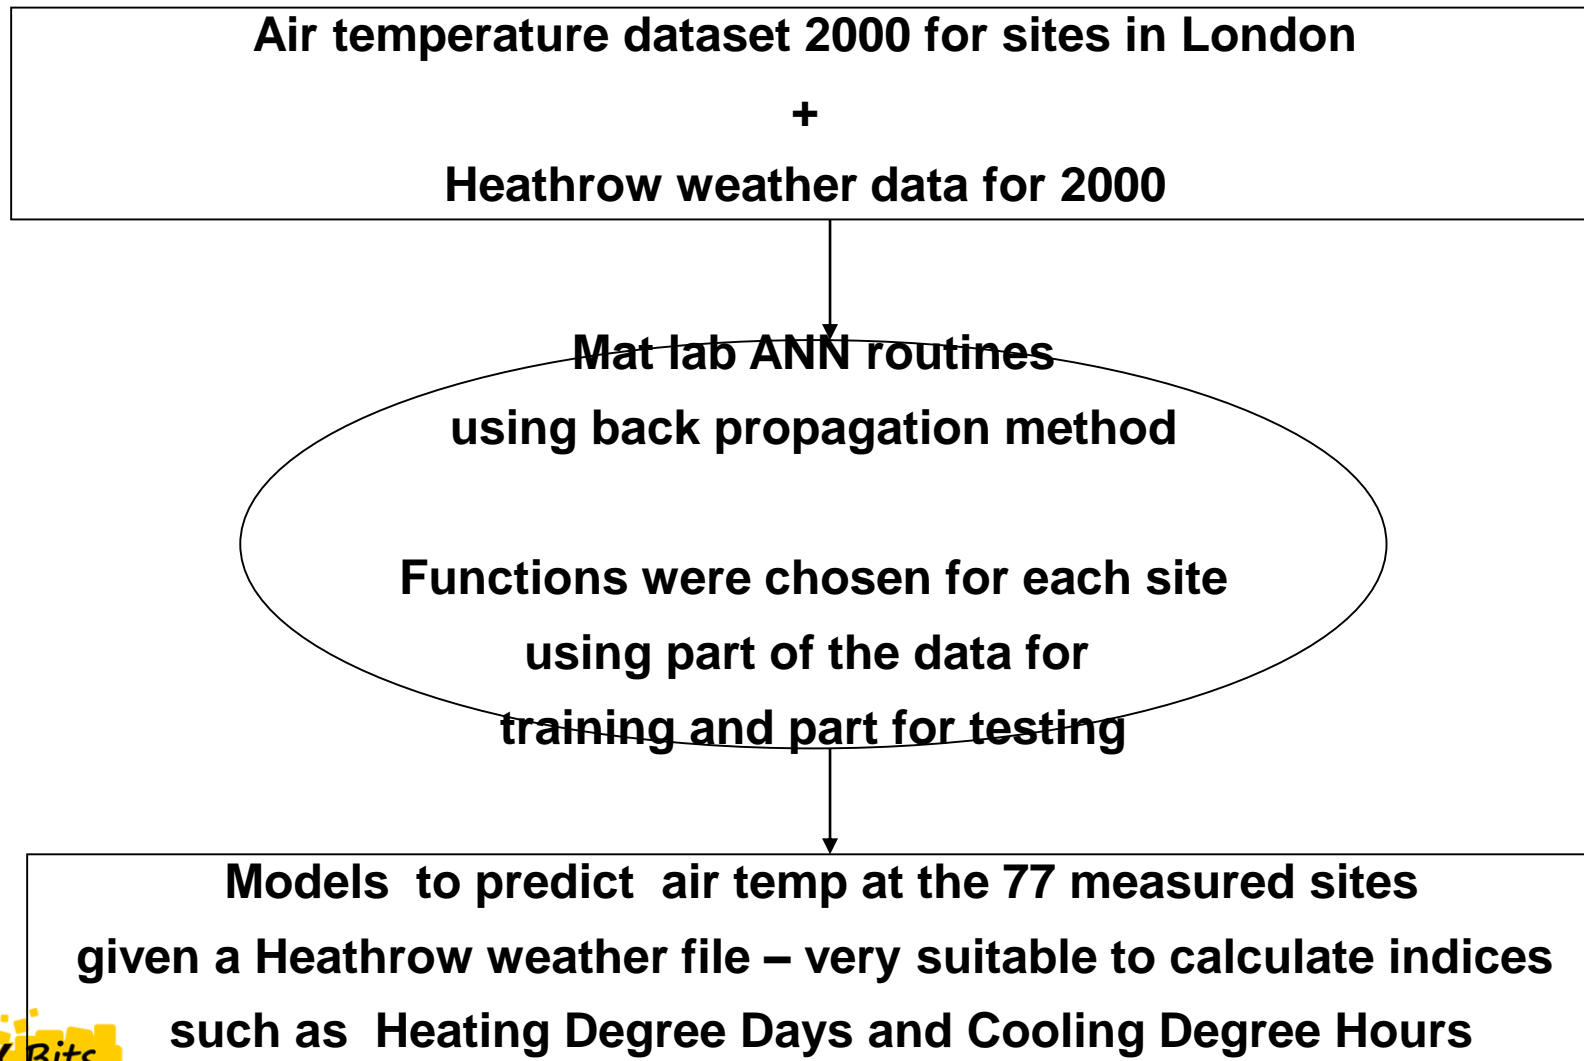 Air temperature dataset 2000 for sites in London
+
Heathrow weather data for 2000
Mat lab ANN routines
using back propagation method
Functions were chosen for each site
using part of the data for
training and part for testing
Models to predict air temp at the 77 measured sites
given a Heathrow weather file – very suitable to calculate indices
such as Heating Degree Days and Cooling Degree Hours
Bits